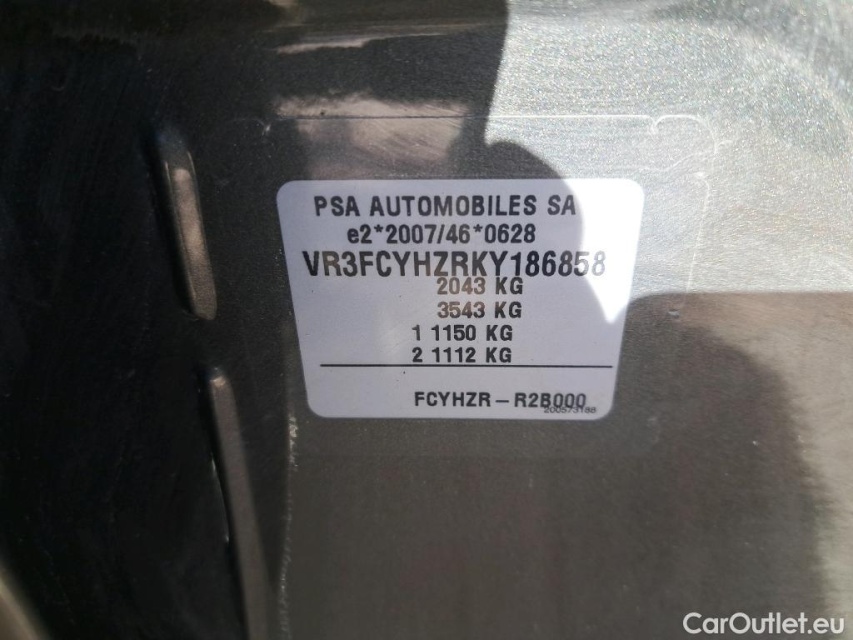 PSA AUTOMOBILES SA
e2*2007/46*0628
VR3FCYHZRKY186858
2043 KG
3543 KG
1 1150 KG
2 1112 KG
FCYHZR - R2B000
200573188
CarOutlet.eu